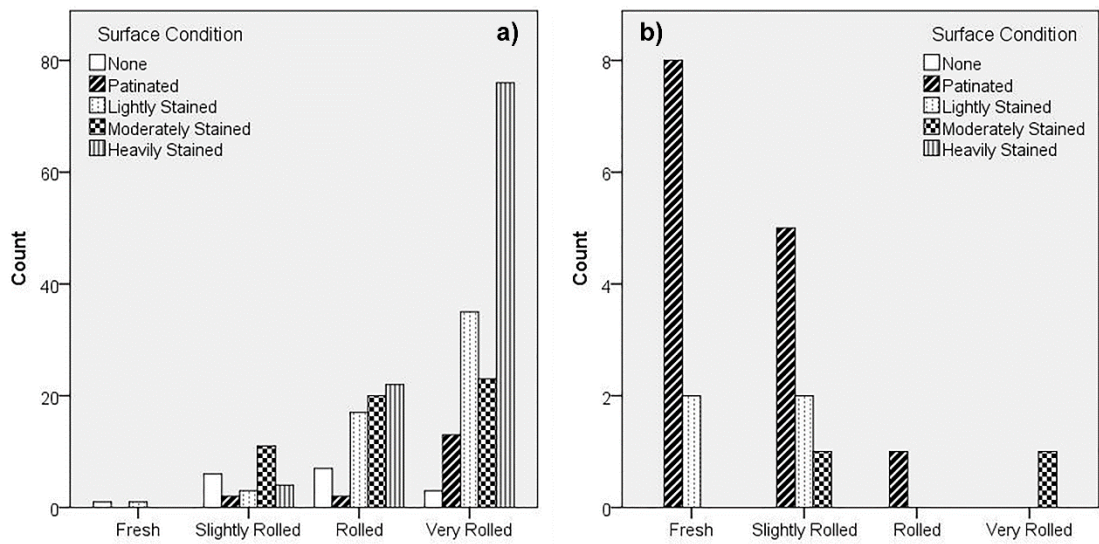 Surface Condition
a)
None
Patinated
Lightly Stained
Moderately Stained
Heavily Stained
80
60
40
20
0
Count
Fresh Slightly Rolled Rolled Very Rolled
b)
Surface Condition
None
Patinated
Lightly Stained
Moderately Stained
Heavily Stained
8
6
4
2
0
Count
Fresh Slightly Rolled Rolled Very Rolled